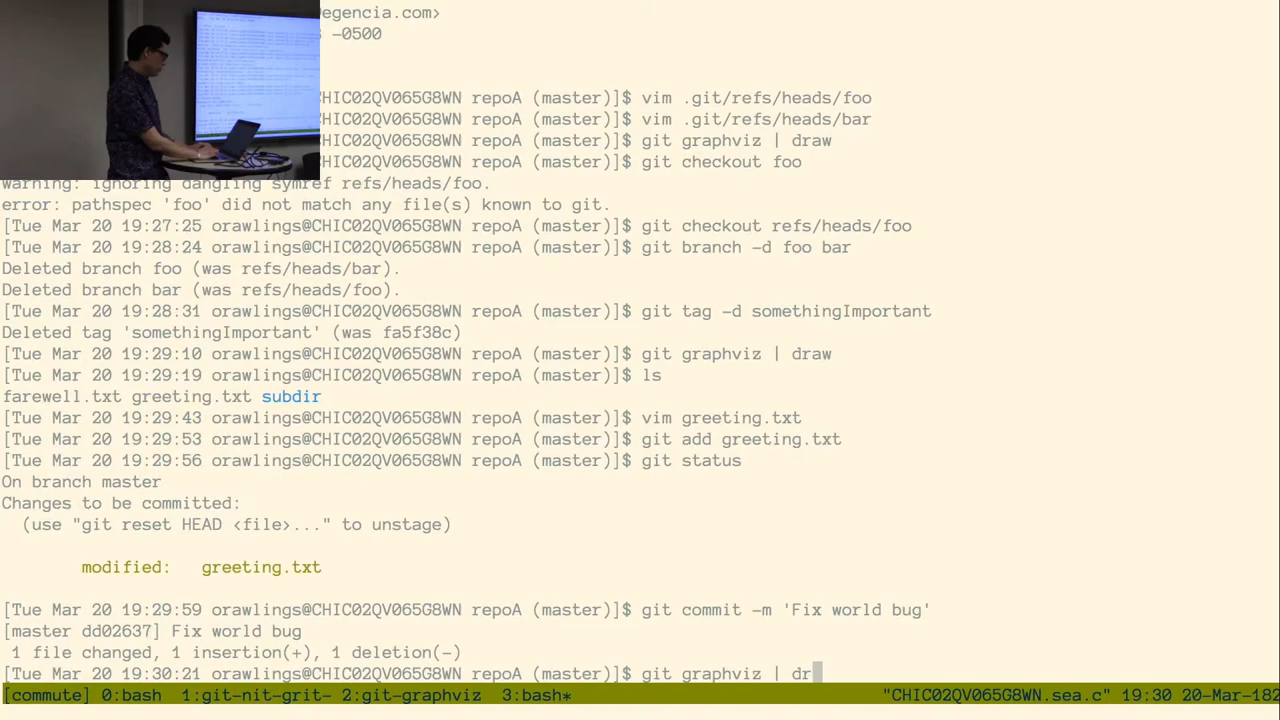 egencia.com>
-0500
CHIC02QV065G8WN repoA (master)]$ vim .git/refs/heads/foo
CHIC02QV065G8WN repoA (master)]$ vim .git/refs/heads/bar
CHIC02QV065G8WN repoA (master)]$ git graphviz | draw
CHIC02QV065G8WN repoA (master)]$ git checkout foo
warning: ignoring dangling symref refs/heads/foo.
error: pathspec 'foo' did not match any file(s) known to git.
[Tue Mar 20 19:27:25 orawlings@CHIC02QV065G8WN repoA (master)]$ git checkout refs/heads/foo
[Tue Mar 20 19:28:24 orawlings@CHIC02QV065G8WN repoA (master)]$ git branch -d foo bar
Deleted branch foo (was refs/heads/bar).
Deleted branch bar (was refs/heads/foo).
[Tue Mar 20 19:28:31 orawlings@CHIC02QV065G8WN repoA (master)]$ git tag -d somethingImportant
Deleted tag 'somethingImportant' (was fa5f38c)
[Tue Mar 20 19:29:10 orawlings@CHIC02QV065G8WN repoA (master)]$ git graphviz | draw
[Tue Mar 20 19:29:19 orawlings@CHIC02QV065G8WN repoA (master)]$ ls
farewell.txt greeting.txt subdir
[Tue Mar 20 19:29:43 orawlings@CHIC02QV065G8WN repoA (master)]$ vim greeting.txt
[Tue Mar 20 19:29:53 orawlings@CHIC02QV065G8WN repoA (master)]$ git add greeting.txt
[Tue Mar 20 19:29:56 orawlings@CHIC02QV065G8WN repoA (master)]$ git status
On branch master
Changes to be committed:
(use "git reset HEAD <file>..." to unstage)
modified: greeting.txt
[Tue Mar 20 19:29:59 orawlings@CHIC02QV065G8WN repoA (master)]$ git commit -m 'Fix world bug'
[master dd02637] Fix world bug
1 file changed, 1 insertion(+), 1 deletion(-)
[Tue Mar 20 19:30:21 orawlings@CHIC02QV065G8WN repoA (master)]$ git graphviz | dr
[commute] 0:bash 1:git-nit-grit- 2:git-graphviz 3:bash* "CHIC02QV065G8WN.sea.c" 19:30 20-Mar-182